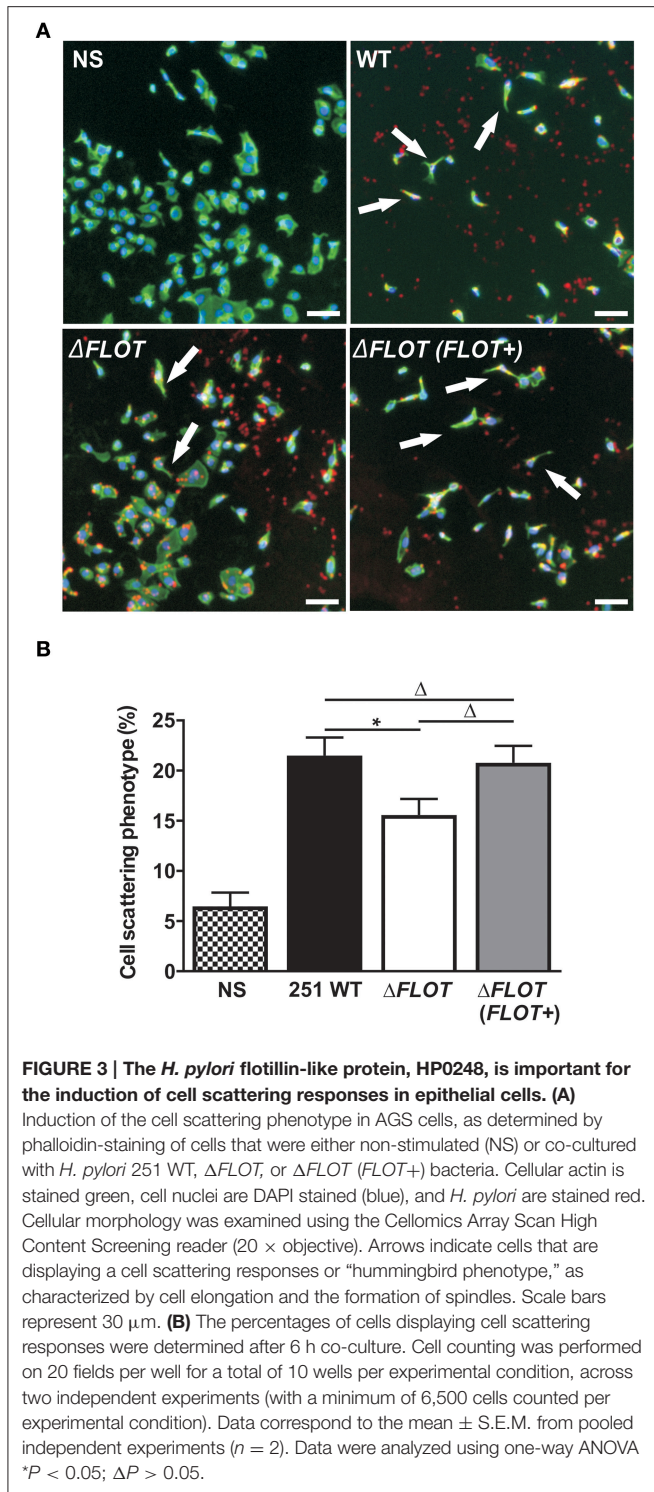 A
NS
WT
ΔFLOT
ΔFLOT (FLOT+)
B
Δ
* Δ
Cell scattering phenotype (%)
25
20
15
10
5
0
NS 251 WT ΔFLOT ΔFLOT
(FLOT+)
FIGURE 3 | The H. pylori flotillin-like protein, HP0248, is important for
the induction of cell scattering responses in epithelial cells. (A)
Induction of the cell scattering phenotype in AGS cells, as determined by
phalloidin-staining of cells that were either non-stimulated (NS) or co-cultured
with H. pylori 251 WT, ΔFLOT, or ΔFLOT (FLOT+) bacteria. Cellular actin is
stained green, cell nuclei are DAPI stained (blue), and H. pylori are stained red.
Cellular morphology was examined using the Cellomics Array Scan High
Content Screening reader (20 × objective). Arrows indicate cells that are
displaying a cell scattering responses or “hummingbird phenotype,” as
characterized by cell elongation and the formation of spindles. Scale bars
represent 30 μm. (B) The percentages of cells displaying cell scattering
responses were determined after 6 h co-culture. Cell counting was performed
on 20 fields per well for a total of 10 wells per experimental condition, across
two independent experiments (with a minimum of 6,500 cells counted per
experimental condition). Data correspond to the mean ± S.E.M. from pooled
independent experiments (n = 2). Data were analyzed using one-way ANOVA
*P < 0.05; ΔP > 0.05.